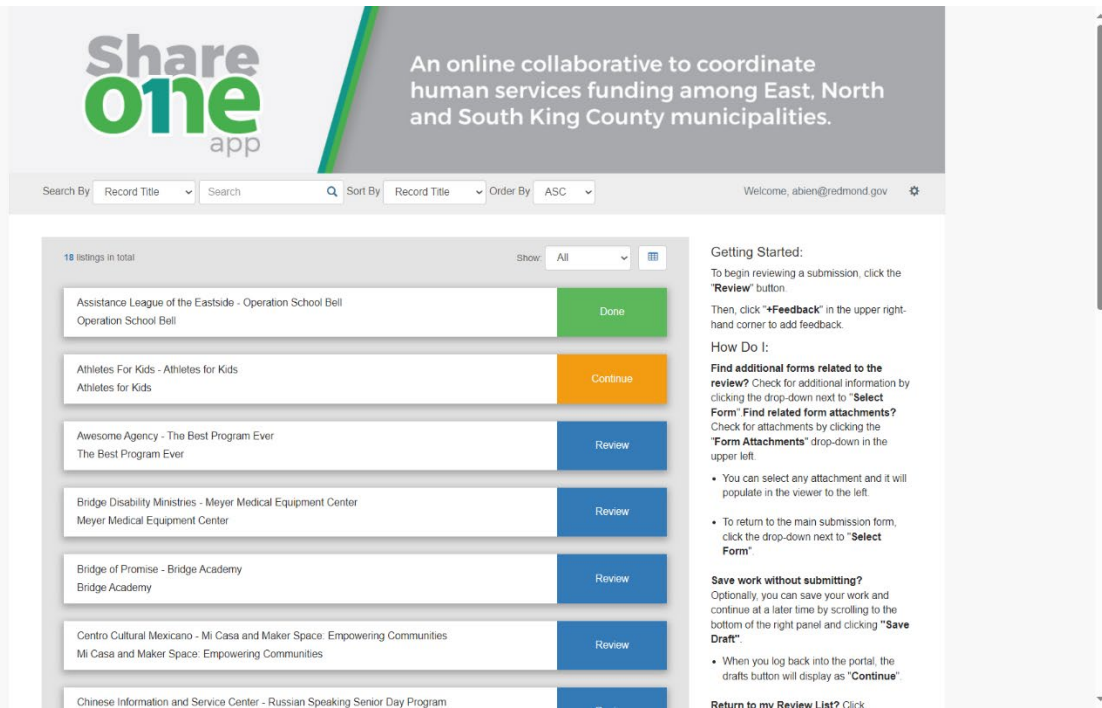 Share
one
app
An online collaborative to coordinate
human services funding among East, North
and South King County municipalities.
Search By Record Title Search Sort By Record Title Order By ASC Welcome, abien@redmond.gov
18 listings in total Show: All
Assistance League of the Eastside - Operation School Bell
Operation School Bell
Done
Athletes For Kids - Athletes for Kids
Athletes for Kids
Continue
Awesome Agency - The Best Program Ever
The Best Program Ever
Review
Bridge Disability Ministries - Meyer Medical Equipment Center
Meyer Medical Equipment Center
Review
Bridge of Promise - Bridge Academy
Bridge Academy
Review
Centro Cultural Mexicano - Mi Casa and Maker Space: Empowering Communities
Mi Casa and Maker Space: Empowering Communities
Review
Chinese Information and Service Center - Russian Speaking Senior Day Program
Getting Started:
To begin reviewing a submission, click the
"Review" button.
Then, click "+Feedback" in the upper right-
hand corner to add feedback.
How Do I:
Find additional forms related to the
review? Check for additional information by
clicking the drop-down next to "Select
Form".Find related form attachments?
Check for attachments by clicking the
"Form Attachments" drop-down in the
upper left.
• You can select any attachment and it will
populate in the viewer to the left.
• To return to the main submission form,
click the drop-down next to "Select
Form".
Save work without submitting?
Optionally, you can save your work and
continue at a later time by scrolling to the
bottom of the right panel and clicking "Save
Draft".
• When you log back into the portal, the
drafts button will display as "Continue".
Return to my Review List? Click